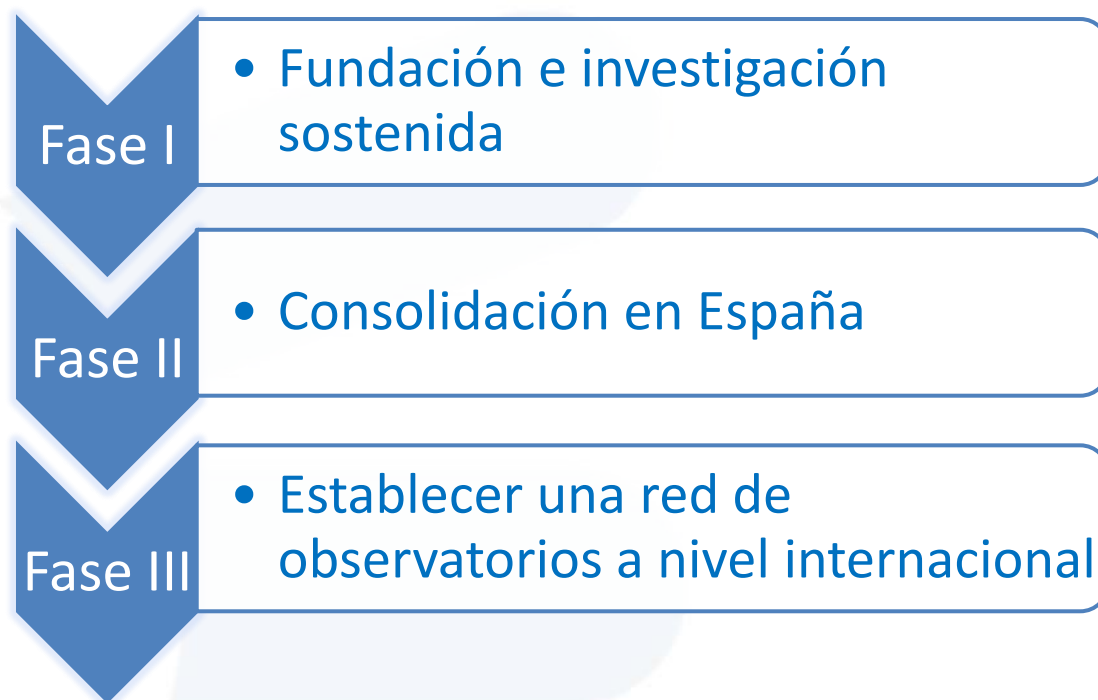 Fase I
• Fundación e investigación
sostenida
Fase II
• Consolidación en España
Fase III
• Establecer una red de
observatorios a nivel internacional